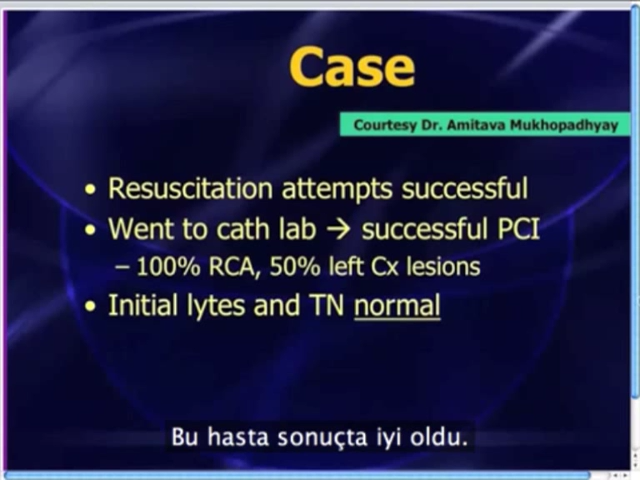 Case
Courtesy Dr. Amitava Mukhopadhyay
• Resuscitation attempts successful
• Went to cath lab → successful PCI
– 100% RCA, 50% left Cx lesions
• Initial lytes and TN normal
Bu hasta sonuçta iyi oldu.